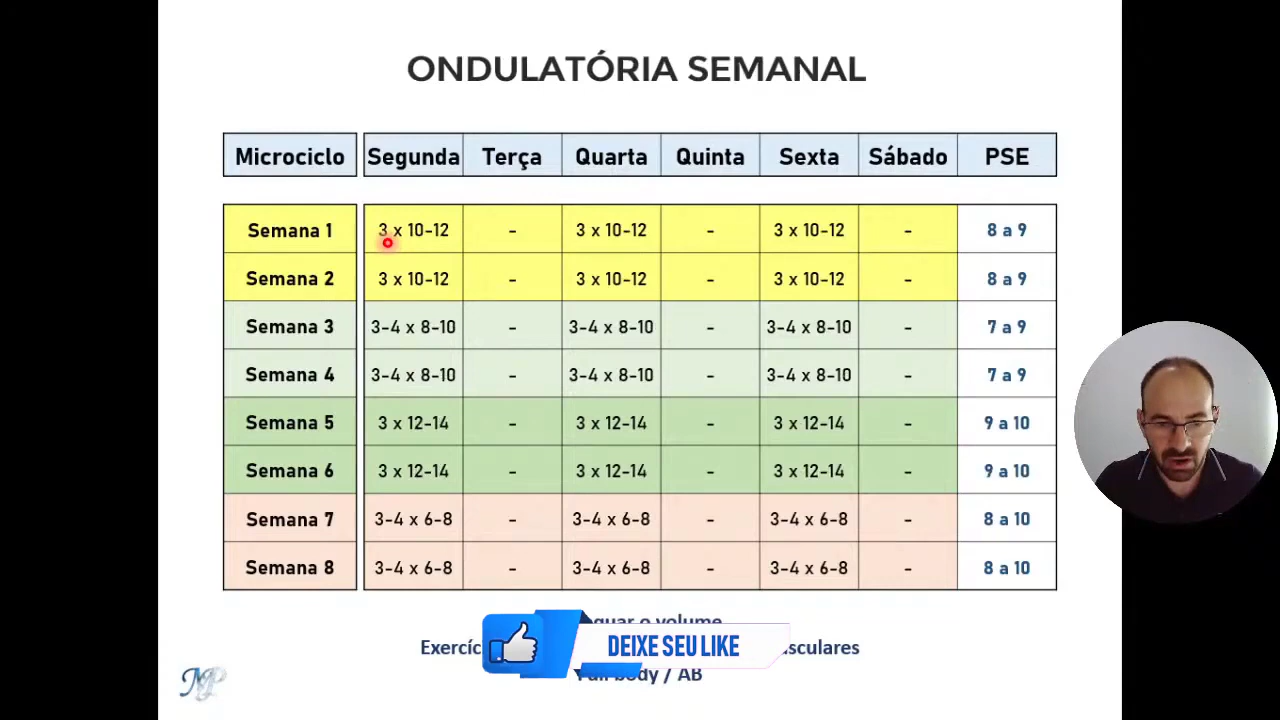 ONDULATÓRIA SEMANAL
Microciclo Segunda Terça Quarta Quinta Sexta Sábado PSE
Semana 1 3 x 10-12 - 3 x 10-12 - 3 x 10-12 - 8 a 9
Semana 2 3 x 10-12 - 3 x 10-12 - 3 x 10-12 - 8 a 9
Semana 3 3-4 x 8-10 - 3-4 x 8-10 - 3-4 x 8-10 - 7 a 9
Semana 4 3-4 x 8-10 - 3-4 x 8-10 - 3-4 x 8-10 - 7 a 9
Semana 5 3 x 12-14 - 3 x 12-14 - 3 x 12-14 - 9 a 10
Semana 6 3 x 12-14 - 3 x 12-14 - 3 x 12-14 - 9 a 10
Semana 7 3-4 x 6-8 - 3-4 x 6-8 - 3-4 x 6-8 - 8 a 10
Semana 8 3-4 x 6-8 - 3-4 x 6-8 - 3-4 x 6-8 - 8 a 10
o volume
DEIXE SEU LIKE
body / AB
MP